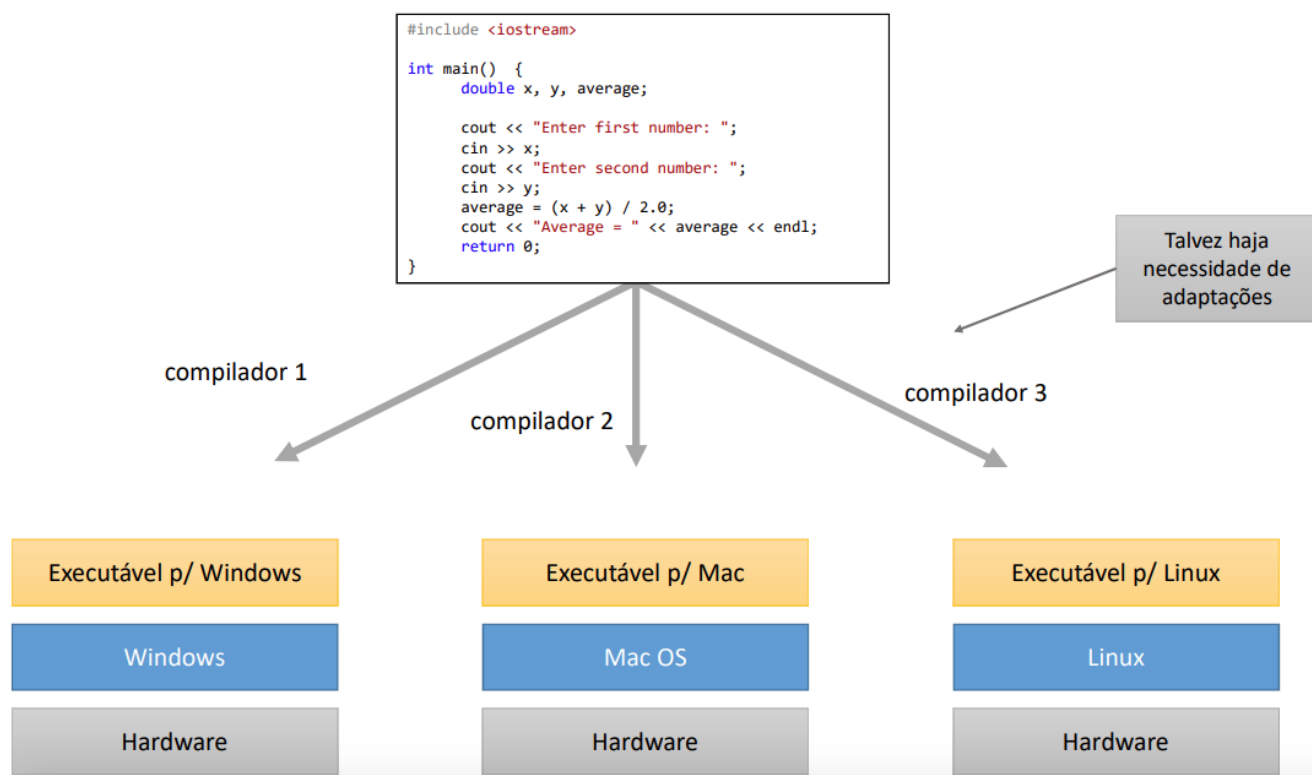 #include <iostream>
int main()  {
double x, y, average;
cout << "Enter first number: ";
cin >> x;
cout << "Enter second number: ";
cin >> y;
average = (x + y) / 2.0;
cout << "Average = " << average << endl;
return 0;
}
Talvez haja
necessidade de
adaptações
compilador 1
compilador 2
compilador 3
Executável p/ Windows
Executável p/ Mac
Executável p/ Linux
Windows
Mac OS
Linux
Hardware
Hardware
Hardware